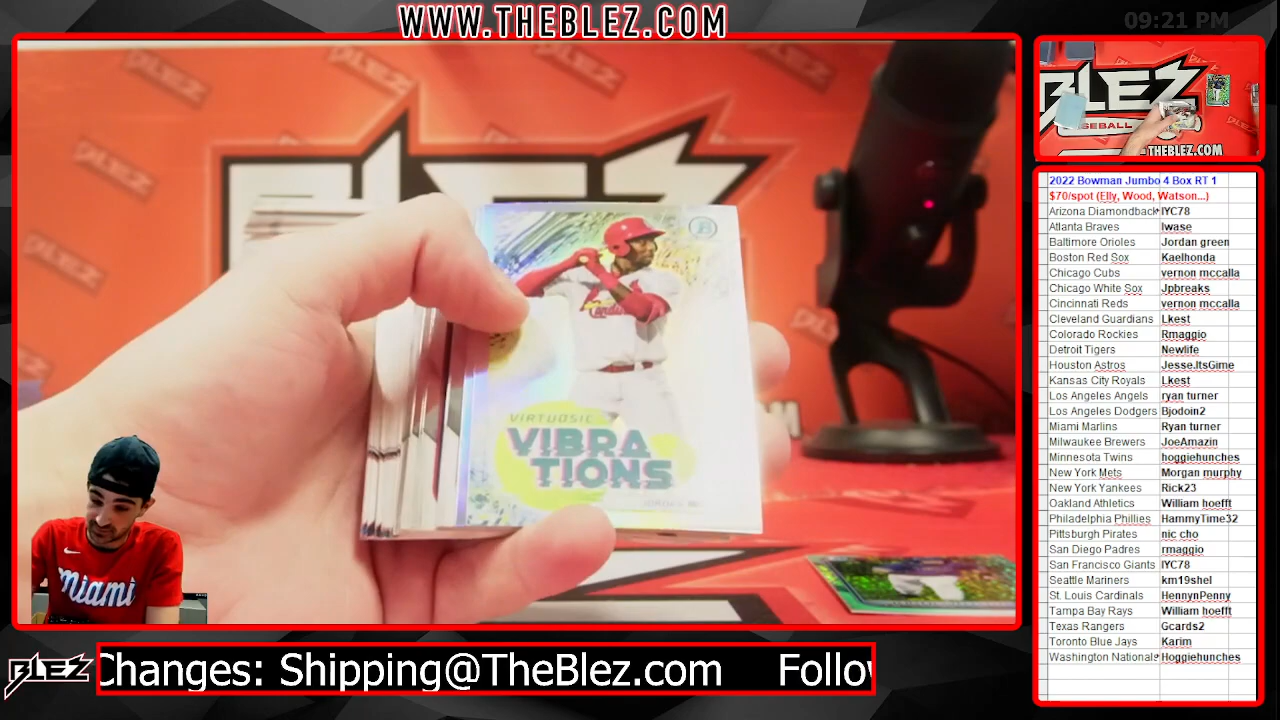 WWW.THEBLEZ.COM
09:21 PM
BLEZ
BASEBALL
THEBLEZ.COM
Cardinals
VIRTUOSIC
VIBRA
TIONS
Miami
2022 Bowman Jumbo 4 Box RT 1
$70/spot (Elly, Wood, Watson...)
Arizona Diamondback IYC78
Atlanta Braves Iwase
Baltimore Orioles Jordan green
Boston Red Sox Kaelhonda
Chicago Cubs vernon mccalla
Chicago White Sox Jpbreaks
Cincinnati Reds vernon mccalla
Cleveland Guardians Lkest
Colorado Rockies Rmaggio
Detroit Tigers Newlife
Houston Astros Jesse.ItsGime
Kansas City Royals Lkest
Los Angeles Angels ryan turner
Los Angeles Dodgers Bjodoin2
Miami Marlins Ryan turner
Milwaukee Brewers JoeAmazin
Minnesota Twins hoggiehunches
New York Mets Morgan murphy
New York Yankees Rick23
Oakland Athletics William hoefft
Philadelphia Phillies HammyTime32
Pittsburgh Pirates nic cho
San Diego Padres rmaggio
San Francisco Giants IYC78
Seattle Mariners km19shel
St. Louis Cardinals HennynPenny
Tampa Bay Rays William hoefft
Texas Rangers Gcards2
Toronto Blue Jays Karim
Washington Nationals Hoggiehunches
BLEZ
Changes: Shipping@TheBlez.com Follow